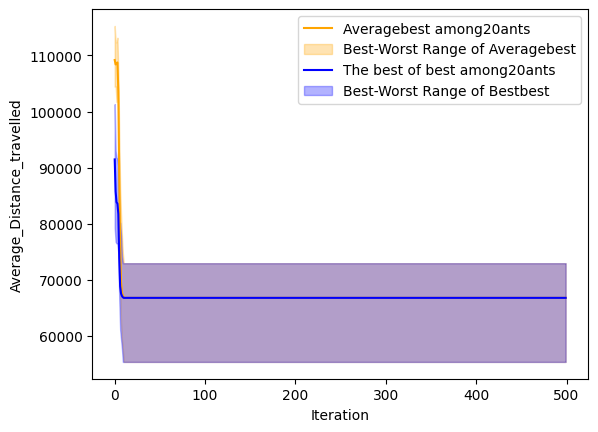 Averagebest among20ants
Best-Worst Range of Averagebest
The best of best among20ants
Best-Worst Range of Bestbest
Average_Distance_travelled
110000
100000
90000
80000
70000
60000
0 100 200 300 400 500
Iteration